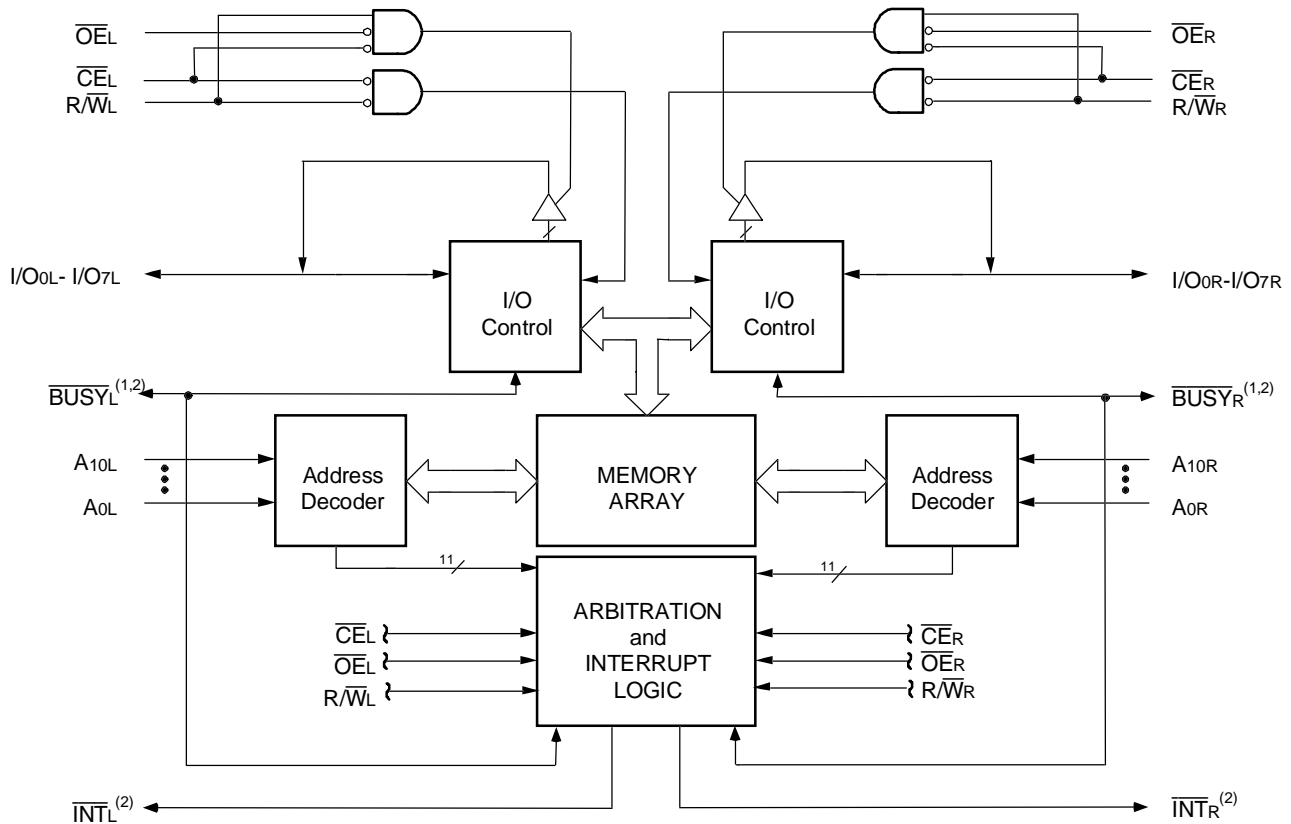 OEL
OER
CEL
CER
R/WL
R/WR
I/O0L- I/O7L
I/O
Control
I/O
Control
I/O0R-I/O7R
BUSYL(1,2)
BUSYR(1,2)
A10L
A0L
Address
Decoder
MEMORY
ARRAY
Address
Decoder
A10R
A0R
11
11
ARBITRATION
and
INTERRUPT
LOGIC
CEL
OEL
R/WL
CER
OER
R/WR
INTL(2)
INTR(2)